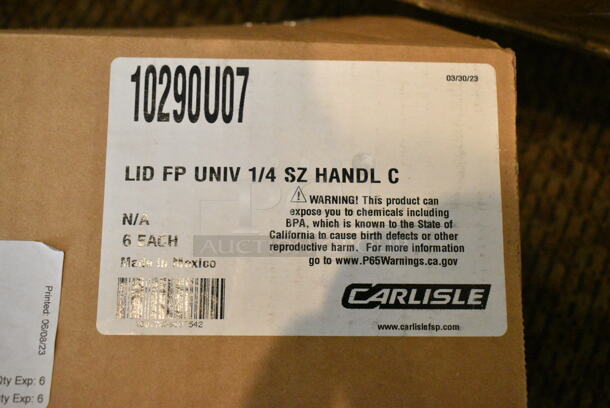 10290U07
03/30/23
LID FP UNIV 1/4 SZ HANDL C
N/A
6 EACH
Made in Mexico
WARNING! This product can
expose you to chemicals including
BPA, which is known to the State of
California to cause birth defects or other
reproductive harm. For more information
go to www.P65Warnings.ca.gov
CARLISLE
www.carlislefsp.com
Printed: 06/08/23
Qty Exp: 6
Qty Exp: 6